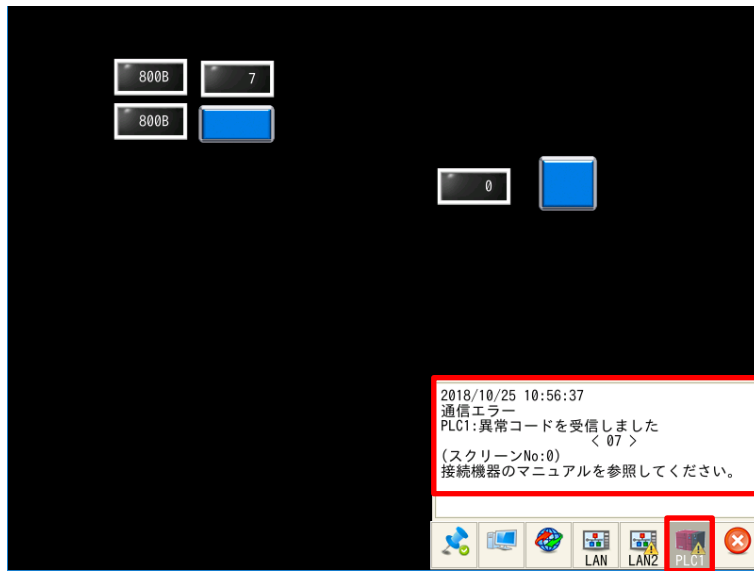 800B 7
800B
0
2018/10/25 10:56:37
通信エラー
PLC1:異常コードを受信しました
< 07 >
(スクリーンNo:0)
接続機器のマニュアルを参照してください。
LAN LAN2 PLC1